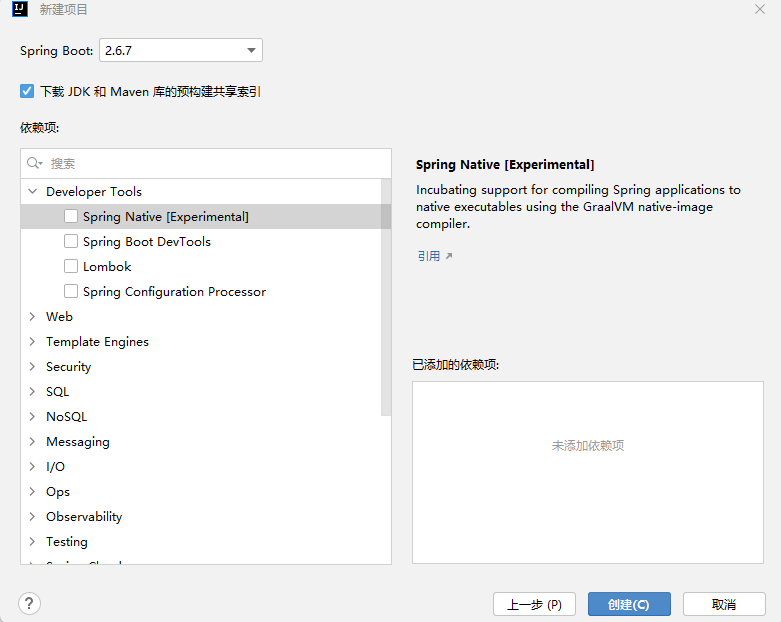 IJ
新建项目
Spring Boot: 2.6.7
下载 JDK 和 Maven 库的预构建共享索引
依赖项:
搜索
Developer Tools
Spring Native [Experimental]
Spring Boot DevTools
Lombok
Spring Configuration Processor
Web
Template Engines
Security
SQL
NoSQL
Messaging
I/O
Ops
Observability
Testing
Spring Native [Experimental]
Incubating support for compiling Spring applications to
native executables using the GraalVM native-image
compiler.
引用
已添加的依赖项:
未添加依赖项
?
上一步 (P)
创建(C)
取消